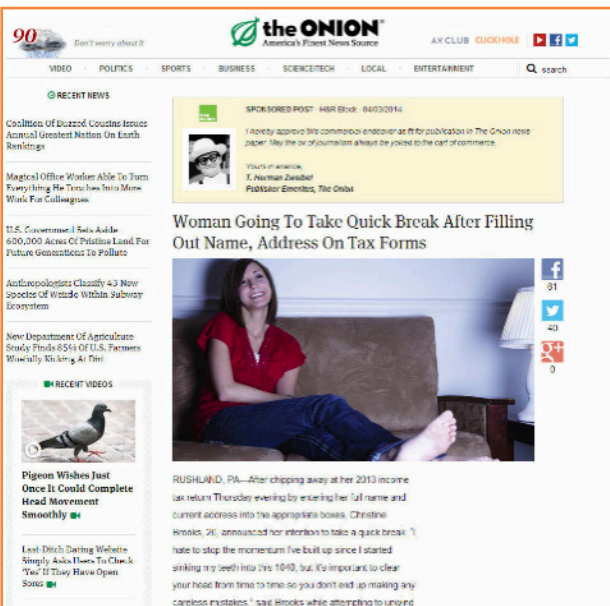 90
Don't worry about it
the ONION
America's Finest News Source
AV CLUB CLICKHOLE
VIDEO POLITICS SPORTS BUSINESS SCIENCE/TECH LOCAL ENTERTAINMENT search
RECENT NEWS
Coalition Of Buzzed Cousins Issues
Annual Greatest Nation On Earth
Rankings
Magical Office Worker Able To Turn
Everything He Touches Into More
Work For Colleagues
U.S. Government Sets Aside
600,000 Acres Of Pristine Land For
Future Generations To Pollute
Anthropologists Classify 43 New
Species Of Weirdo Within Subway
Ecosystem
New Department Of Agriculture
Study Finds 85% Of U.S. Farmers
Woefully Kicking At Dirt
RECENT VIDEOS
Pigeon Wishes Just
Once It Could Complete
Head Movement
Smoothly
Last-Ditch Dating Website
Simply Asks Users To Check
'Yes' If They Have Open
Sores
SPONSORED POST · H&R Block · 04/03/2014
I hereby approve this commercial endeavor as fit for publication in The Onion news
paper. May the ox of journalism always be yoked to the cart of commerce.
Yours in avarice,
T. Herman Zweibel
Publisher Emeritus, The Onion
Woman Going To Take Quick Break After Filling
Out Name, Address On Tax Forms
61
40
g+
0
RUSHLAND, PA—After chipping away at her 2013 income
tax return Thursday evening by entering her full name and
current address into the appropriate boxes, Christine
Brooks, 26, announced her intention to take a quick break. "I
hate to stop the momentum I've built up since I started
sinking my teeth into this 1040, but it's important to clear
your head from time to time so you don't end up making any
careless mistakes," said Brooks while attempting to unwind